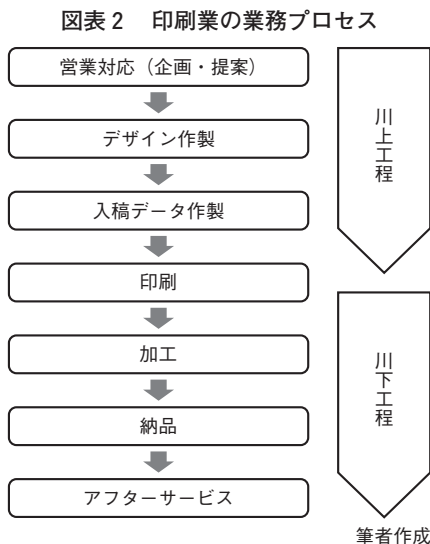 図表2 印刷業の業務プロセス
営業対応（企画・提案）
デザイン作製
入稿データ作製
印刷
加工
納品
アフターサービス
川上工程
川下工程
筆者作成